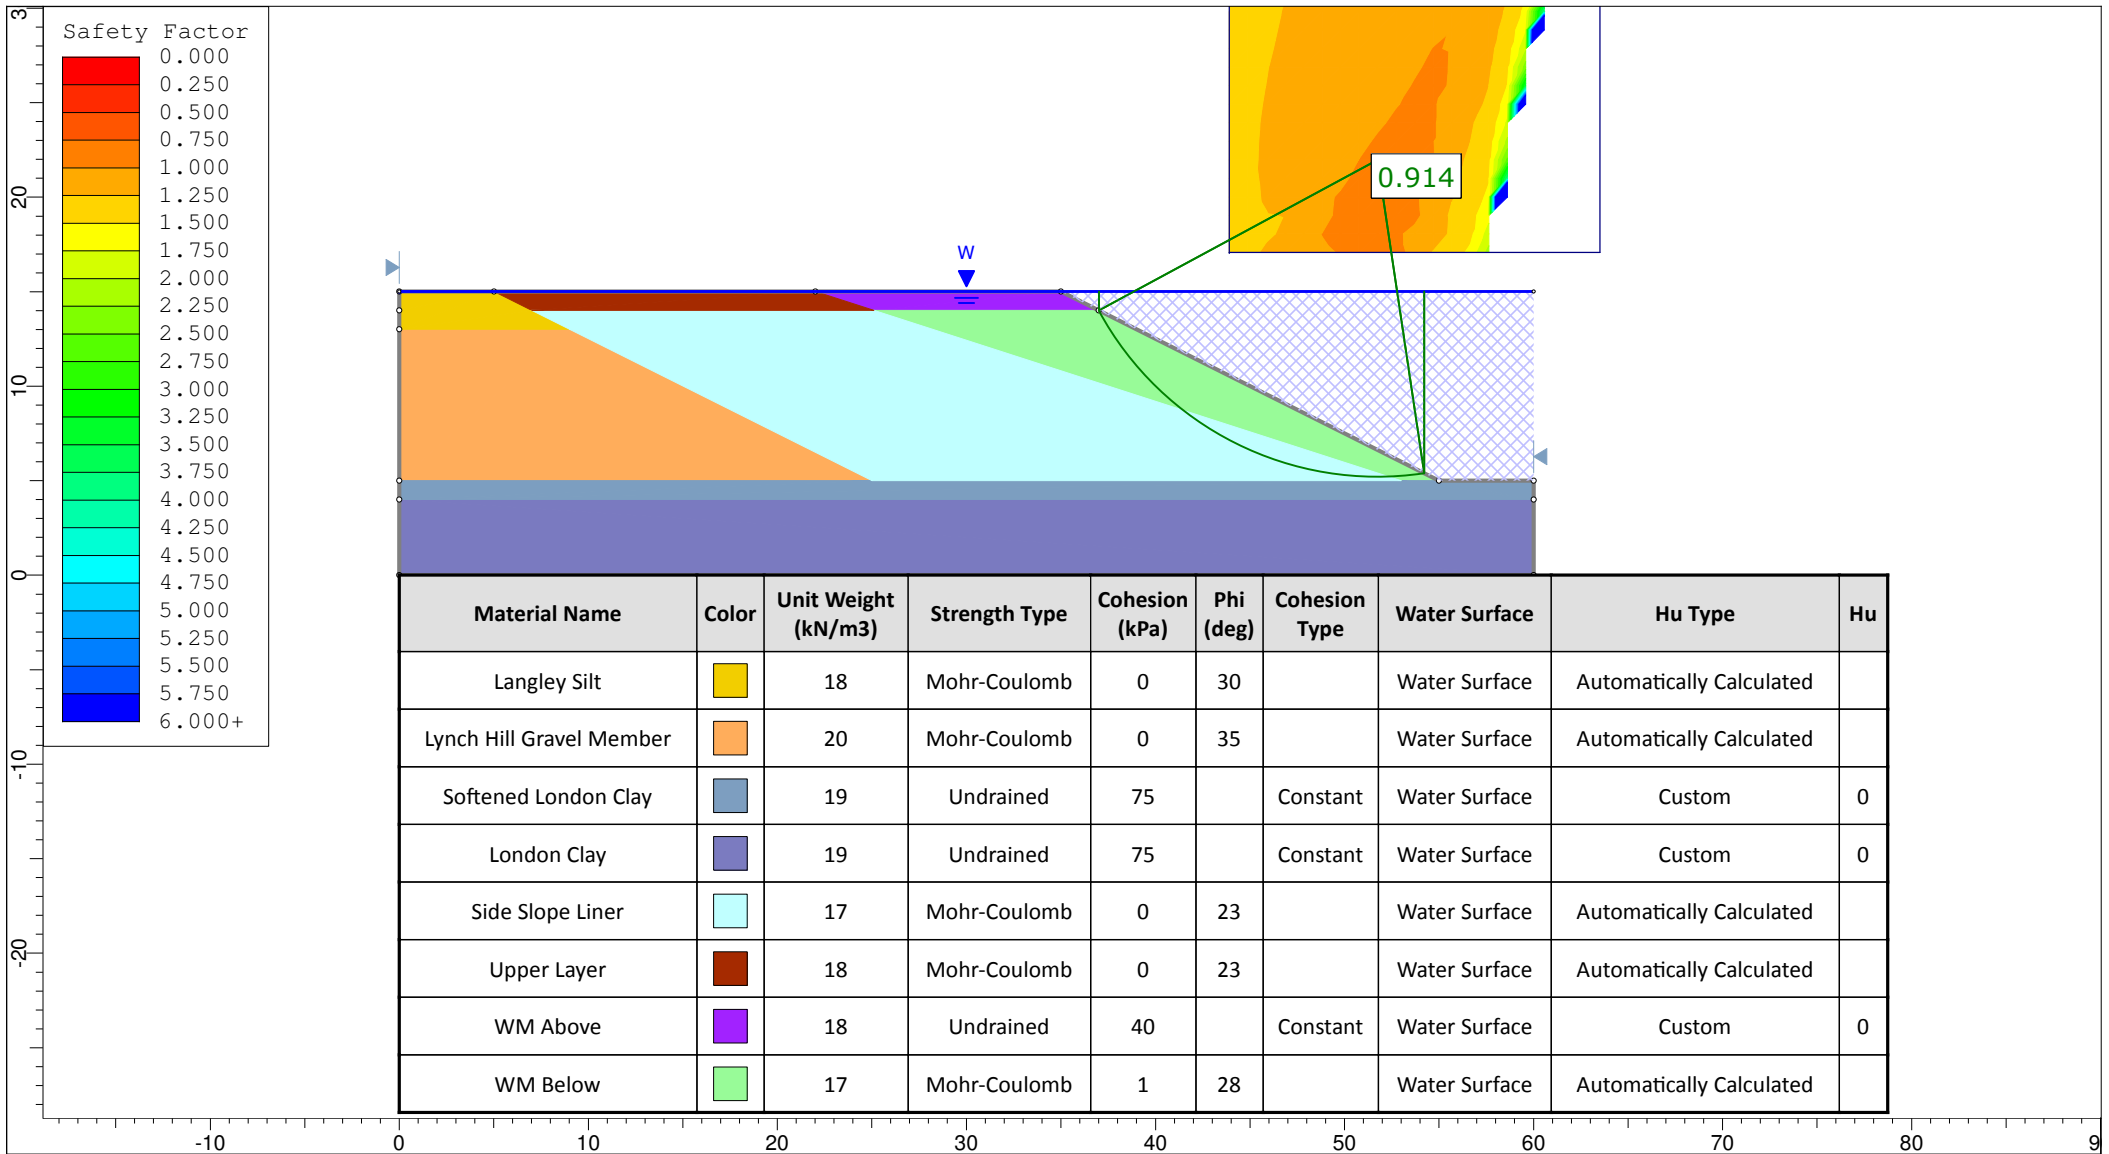 Safety Factor
0.000
0.250
0.500
0.750
1.000
1.250
1.500
1.750
2.000
2.250
2.500
2.750
3.000
3.250
3.500
3.750
4.000
4.250
4.500
4.750
5.000
5.250
5.500
5.750
6.000+
3
20
10
0
-10
-20
W
0.914
Material Name Color Unit Weight (kN/m3) Strength Type Cohesion (kPa) Phi (deg) Cohesion Type Water Surface Hu Type Hu
Langley Silt 18 Mohr-Coulomb 0 30 Water Surface Automatically Calculated
Lynch Hill Gravel Member 20 Mohr-Coulomb 0 35 Water Surface Automatically Calculated
Softened London Clay 19 Undrained 75 Constant Water Surface Custom 0
London Clay 19 Undrained 75 Constant Water Surface Custom 0
Side Slope Liner 17 Mohr-Coulomb 0 23 Water Surface Automatically Calculated
Upper Layer 18 Mohr-Coulomb 0 23 Water Surface Automatically Calculated
WM Above 18 Undrained 40 Constant Water Surface Custom 0
WM Below 17 Mohr-Coulomb 1 28 Water Surface Automatically Calculated
-10 0 10 20 30 40 50 60 70 80 9